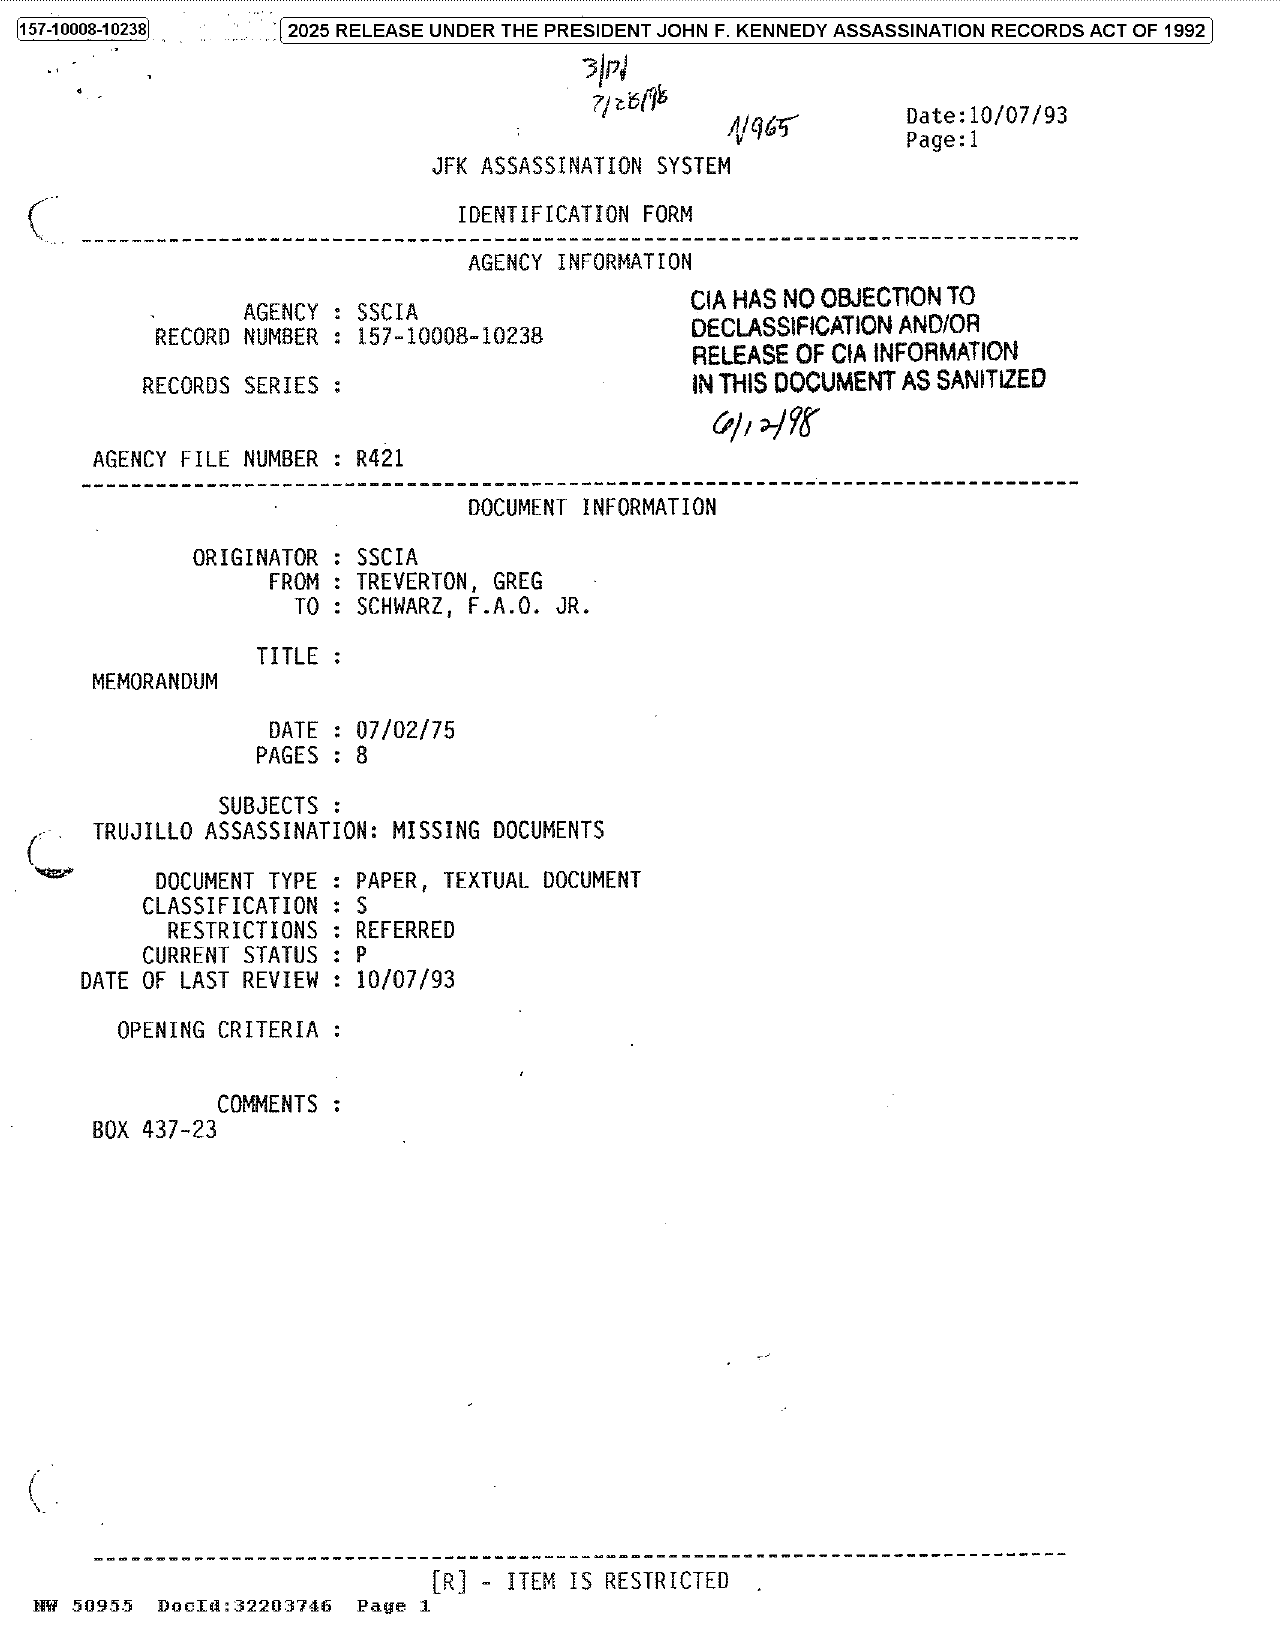 157-10008-10238
2025 RELEASE UNDER THE PRESIDENT JOHN F. KENNEDY ASSASSINATION RECORDS ACT OF 1992
7/28/98
Date:10/07/93
Page:1
JFK ASSASSINATION SYSTEM
IDENTIFICATION FORM
AGENCY INFORMATION
AGENCY : SSCIA
RECORD NUMBER : 157-10008-10238
RECORDS SERIES :
AGENCY FILE NUMBER : R421
CIA HAS NO OBJECTION TO
DECLASSIFICATION AND/OR
RELEASE OF CIA INFORMATION
IN THIS DOCUMENT AS SANITIZED
6/12/98
DOCUMENT INFORMATION
ORIGINATOR : SSCIA
FROM : TREVERTON, GREG
TO : SCHWARZ, F.A.O. JR.
TITLE :
MEMORANDUM
DATE : 07/02/75
PAGES : 8
SUBJECTS :
TRUJILLO ASSASSINATION: MISSING DOCUMENTS
DOCUMENT TYPE : PAPER, TEXTUAL DOCUMENT
CLASSIFICATION : S
RESTRICTIONS : REFERRED
CURRENT STATUS : P
DATE OF LAST REVIEW : 10/07/93
OPENING CRITERIA :
COMMENTS :
BOX 437-23
[R] - ITEM IS RESTRICTED
NW 50955 DocId:32203746 Page 1